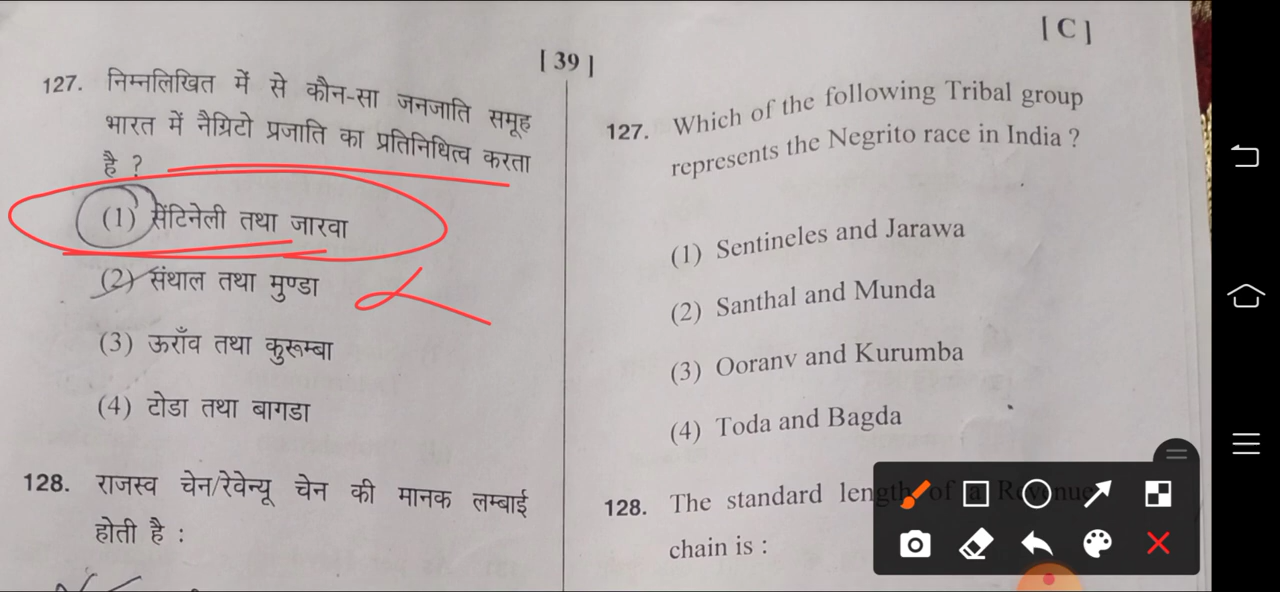 [ C ]
[ 39 ]
127. निम्नलिखित में से कौन-सा जनजाति समूह
भारत में नैग्रिटो प्रजाति का प्रतिनिधित्व करता
है ?
(1) सेंटिनेली तथा जारवा
(2) संथाल तथा मुण्डा
(3) ऊराँव तथा कुरूम्बा
(4) टोडा तथा बागडा
128. राजस्व चेन/रेवेन्यू चेन की मानक लम्बाई
होती है :
127. Which of the following Tribal group
represents the Negrito race in India ?
(1) Sentineles and Jarawa
(2) Santhal and Munda
(3) Ooranv and Kurumba
(4) Toda and Bagda
128. The standard length of a Revenue
chain is :